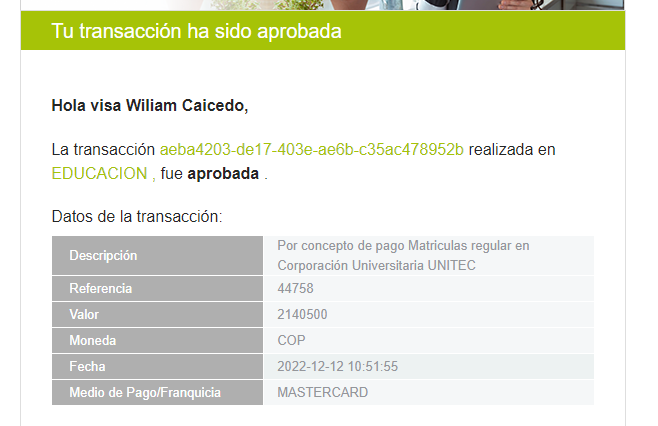 Tu transacción ha sido aprobada
Hola visa Wiliam Caicedo,
La transacción aeba4203-de17-403e-ae6b-c35ac478952b realizada en
EDUCACION , fue aprobada .
Datos de la transacción:
Descripción Por concepto de pago Matriculas regular en
Corporación Universitaria UNITEC
Referencia 44758
Valor 2140500
Moneda COP
Fecha 2022-12-12 10:51:55
Medio de Pago/Franquicia MASTERCARD